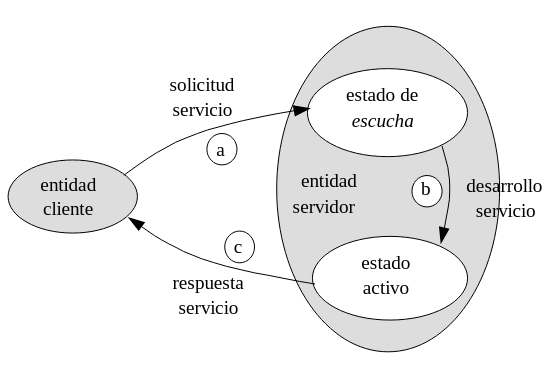 solicitud
servicio
a
estado de
escucha
entidad
cliente
entidad
servidor
b
desarrollo
servicio
c
respuesta
servicio
estado
activo